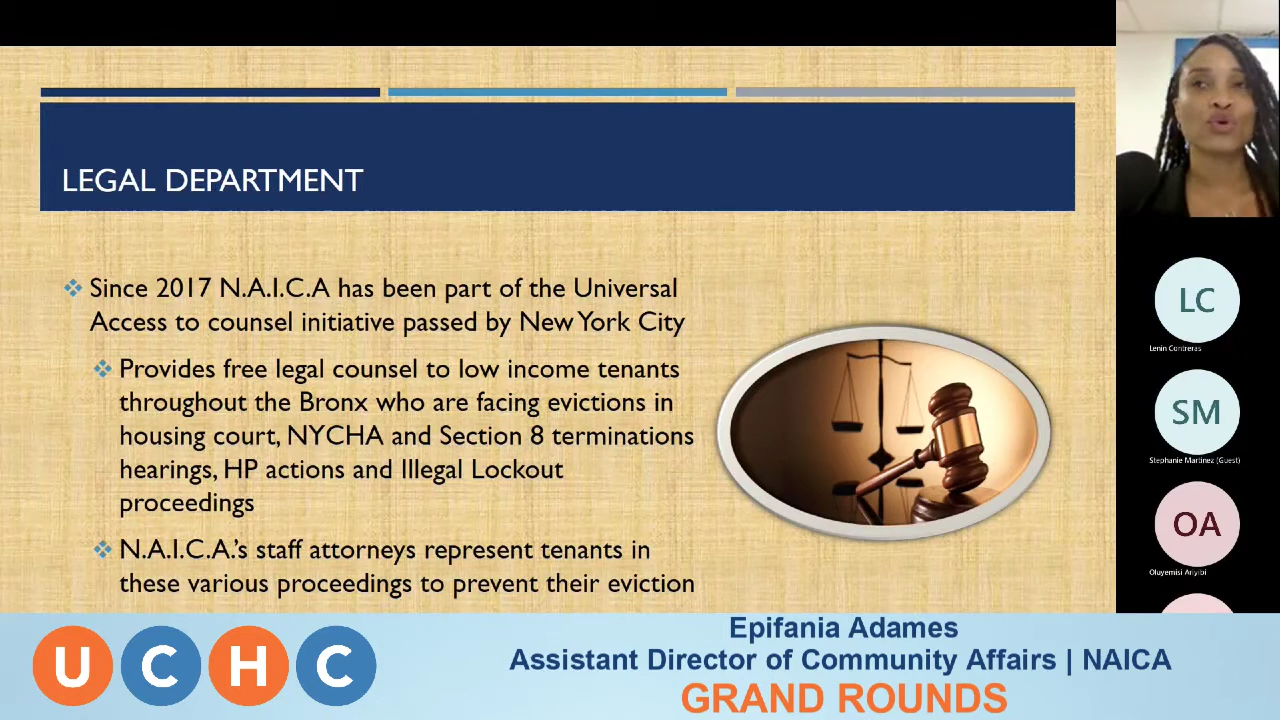 LEGAL DEPARTMENT
Since 2017 N.A.I.C.A has been part of the Universal
Access to counsel initiative passed by New York City
Provides free legal counsel to low income tenants
throughout the Bronx who are facing evictions in
housing court, NYCHA and Section 8 terminations
hearings, HP actions and Illegal Lockout
proceedings
N.A.I.C.A.'s staff attorneys represent tenants in
these various proceedings to prevent their eviction
LC
Lenin Contreras
SM
Stephanie Martinez (Guest)
OA
Oluyemisi Aniyibi
UCHC
Epifania Adames
Assistant Director of Community Affairs | NAICA
GRAND ROUNDS